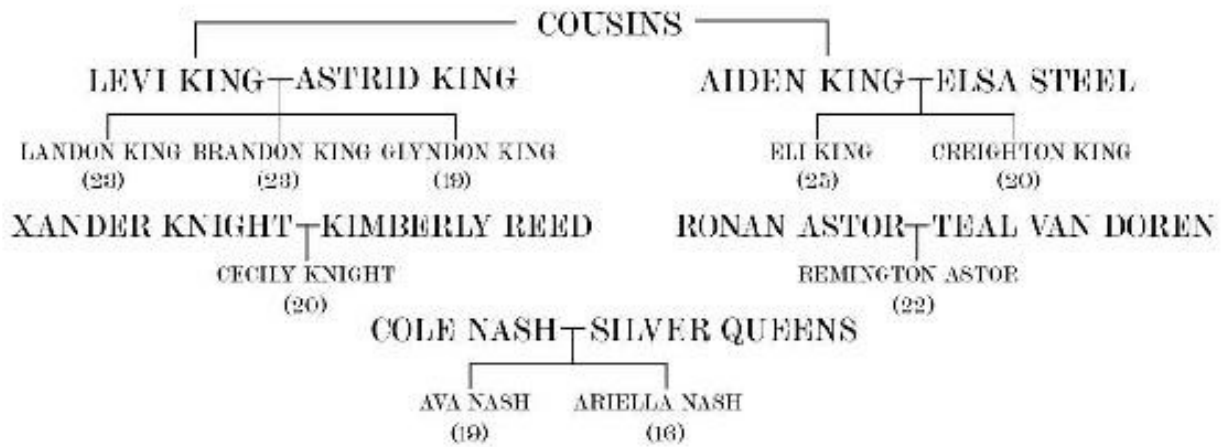 COUSINS
LEVI KING ASTRID KING AIDEN KING ELSA STEEL
LANDON KING BRANDON KING GLYNDON KING ELI KING CREIGHTON KING
(23) (23) (19) (25) (20)
XANDER KNIGHT KIMBERLY REED RONAN ASTOR TEAL VAN DOREN
CECILY KNIGHT REMINGTON ASTOR
(20) (22)
COLE NASH SILVER QUEENS
AVA NASH ARIELLA NASH
(19) (16)